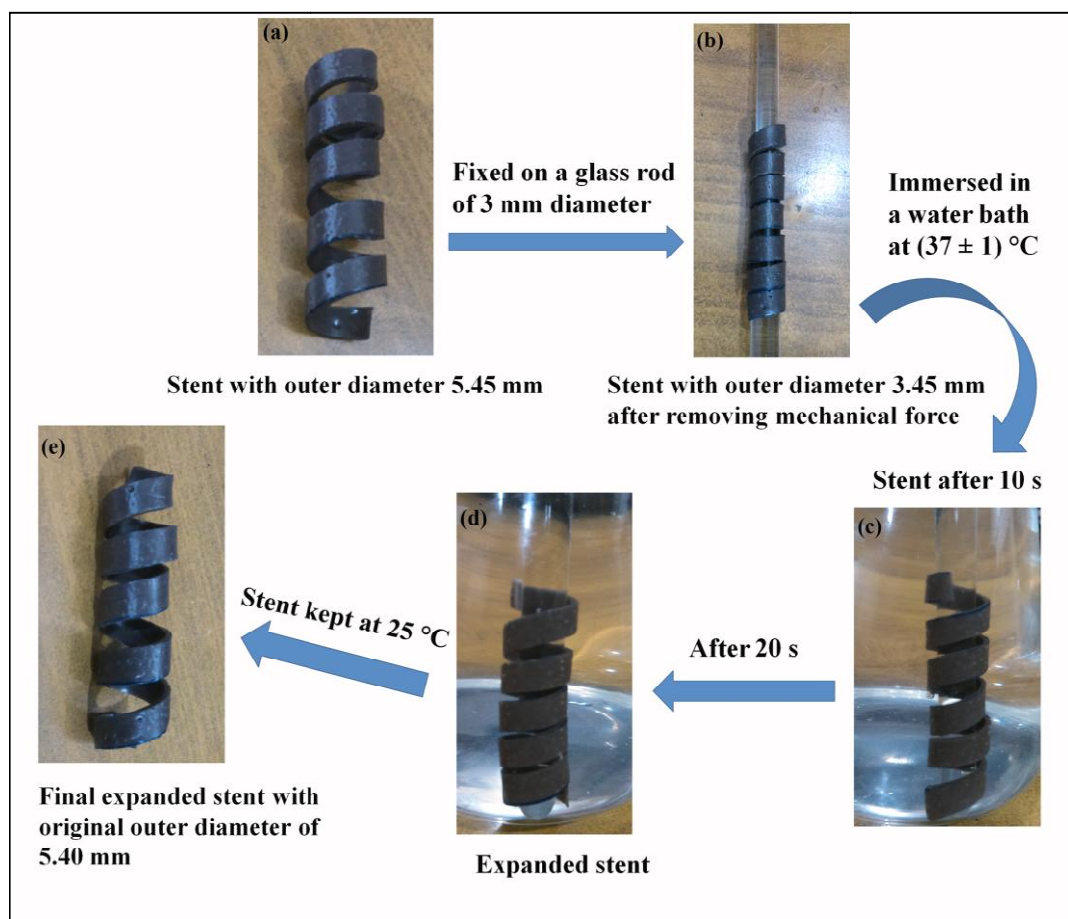 (a)
Fixed on a glass rod
of 3 mm diameter
(b)
Immersed in
a water bath
at (37 ± 1) °C
Stent with outer diameter 5.45 mm
Stent with outer diameter 3.45 mm
after removing mechanical force
Stent after 10 s
(c)
After 20 s
(d)
Expanded stent
Stent kept at 25 °C
(e)
Final expanded stent with
original outer diameter of
5.40 mm